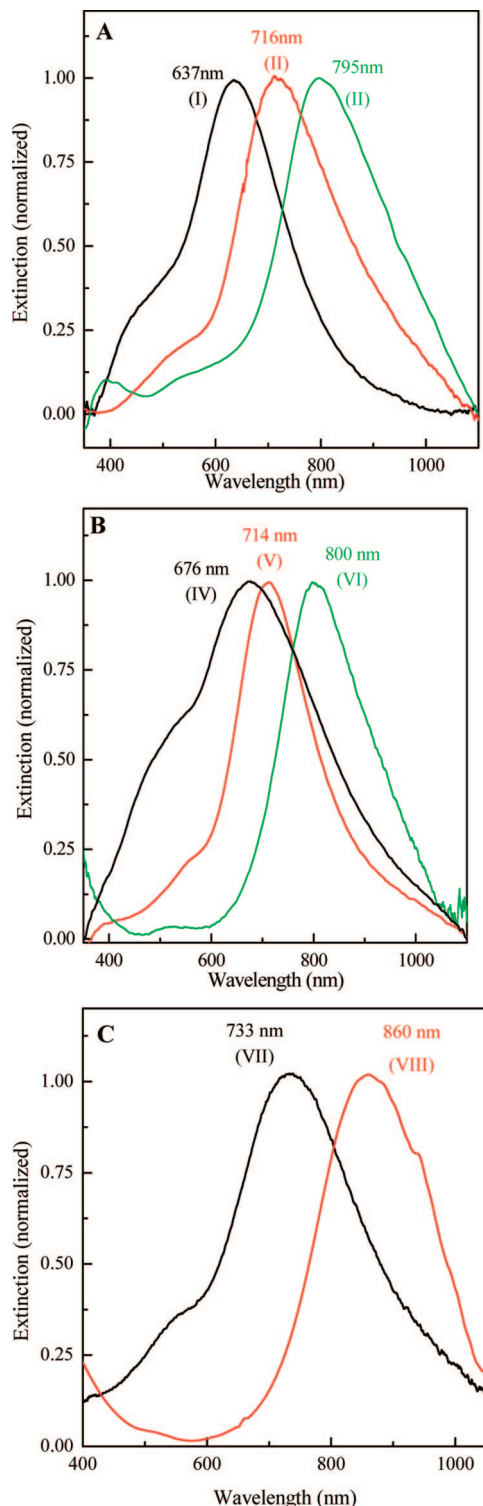 A
716nm
795nm
637nm
(II)
(II)
(I)
1.00
0.75
0.50
0.25
0.00
Extinction (normalized)
400 600 800 1000
Wavelength (nm)
B
714 nm
800 nm
676 nm
(V)
(VI)
(IV)
1.00
0.75
0.50
0.25
0.00
Extinction (normalized)
400 600 800 1000
Wavelength (nm)
C
733 nm
860 nm
(VII)
(VIII)
1.00
0.75
0.50
0.25
0.00
Extinction (normalized)
400 600 800 1000
Wavelength (nm)